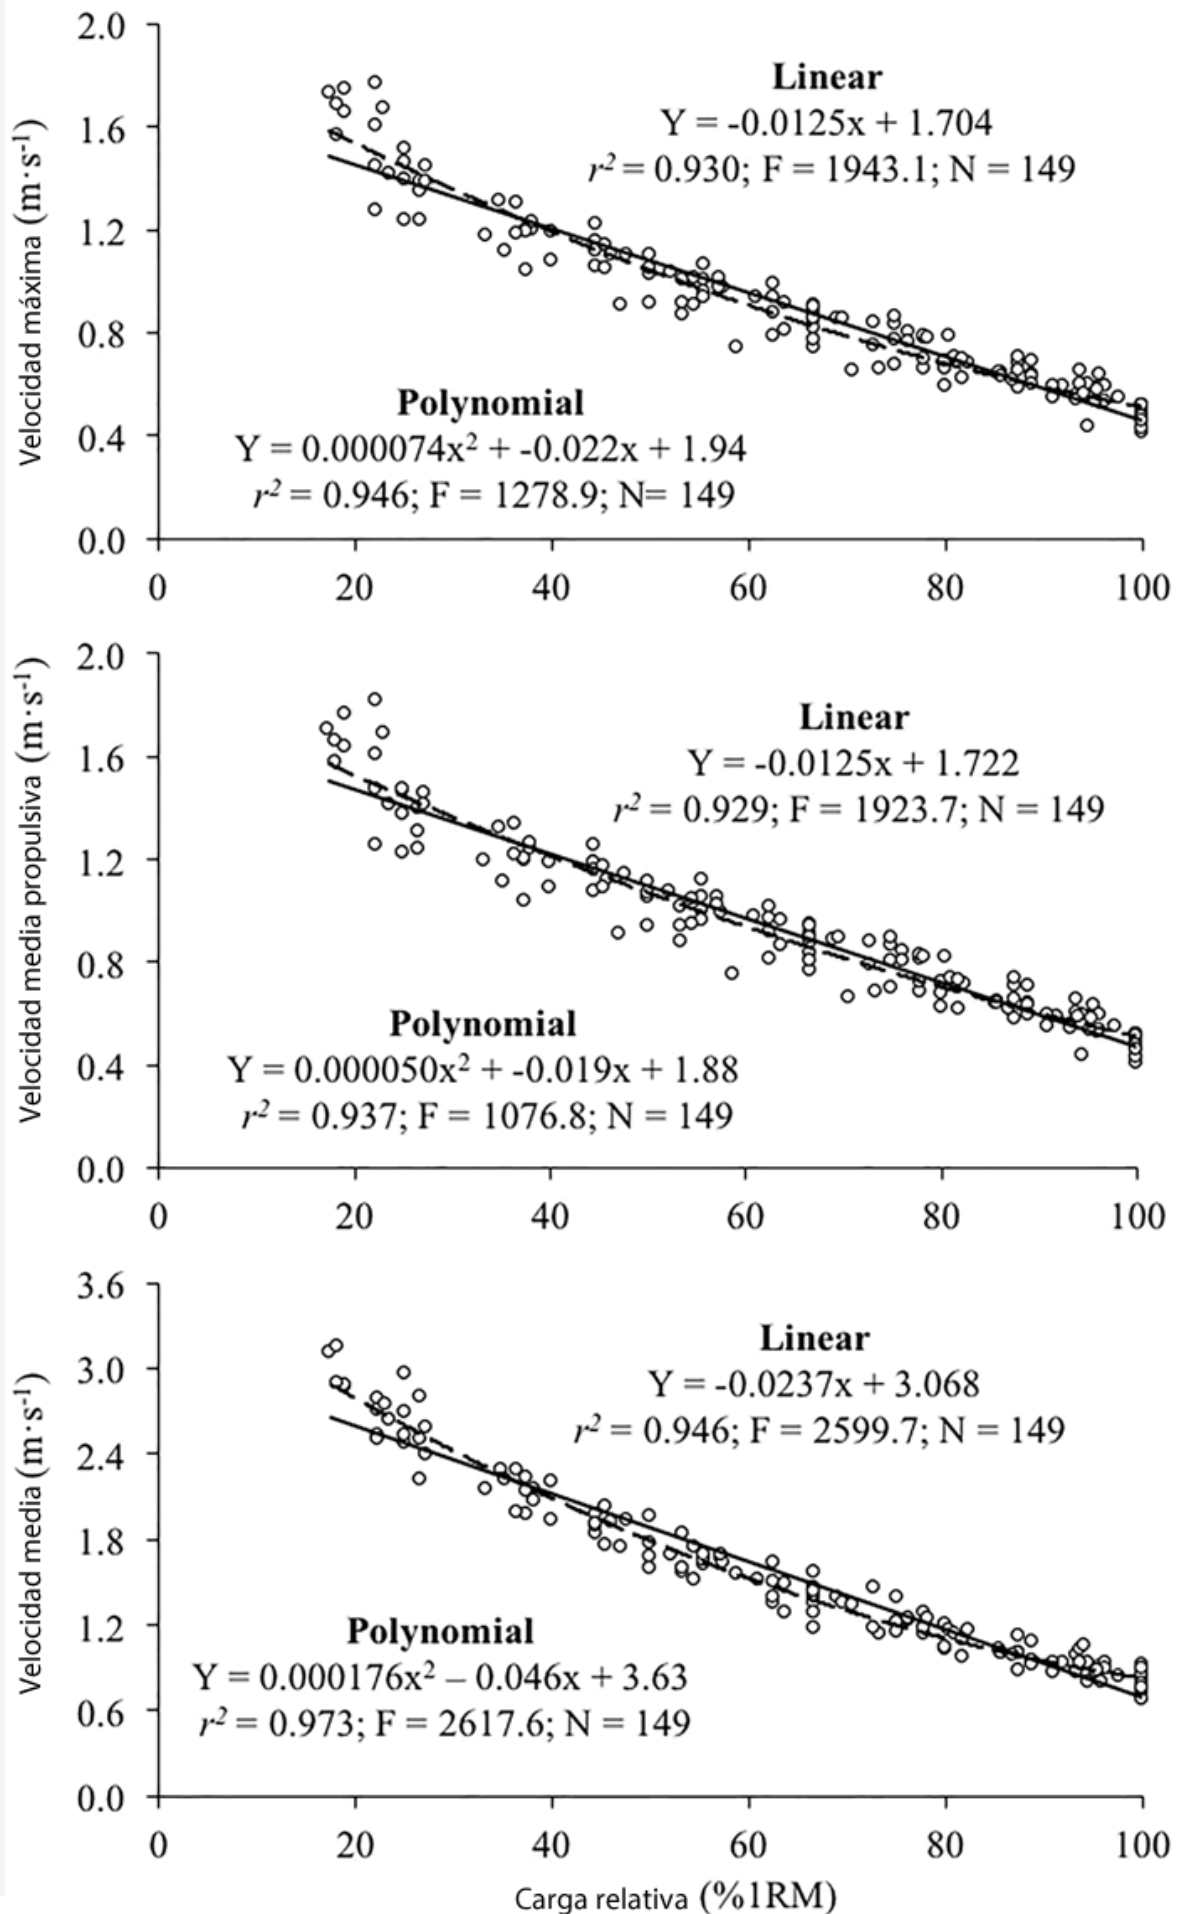 Velocidad máxima (m·s⁻¹)
2.0
1.6
1.2
0.8
0.4
0.0
Linear
Y = -0.0125x + 1.704
r² = 0.930; F = 1943.1; N = 149
Polynomial
Y = 0.000074x² + -0.022x + 1.94
r² = 0.946; F = 1278.9; N= 149
0 20 40 60 80 100
Velocidad media propulsiva (m·s⁻¹)
2.0
1.6
1.2
0.8
0.4
0.0
Linear
Y = -0.0125x + 1.722
r² = 0.929; F = 1923.7; N = 149
Polynomial
Y = 0.000050x² + -0.019x + 1.88
r² = 0.937; F = 1076.8; N = 149
0 20 40 60 80 100
Velocidad media (m·s⁻¹)
3.6
3.0
2.4
1.8
1.2
0.6
0.0
Linear
Y = -0.0237x + 3.068
r² = 0.946; F = 2599.7; N = 149
Polynomial
Y = 0.000176x² – 0.046x + 3.63
r² = 0.973; F = 2617.6; N = 149
0 20 40 60 80 100
Carga relativa (%1RM)